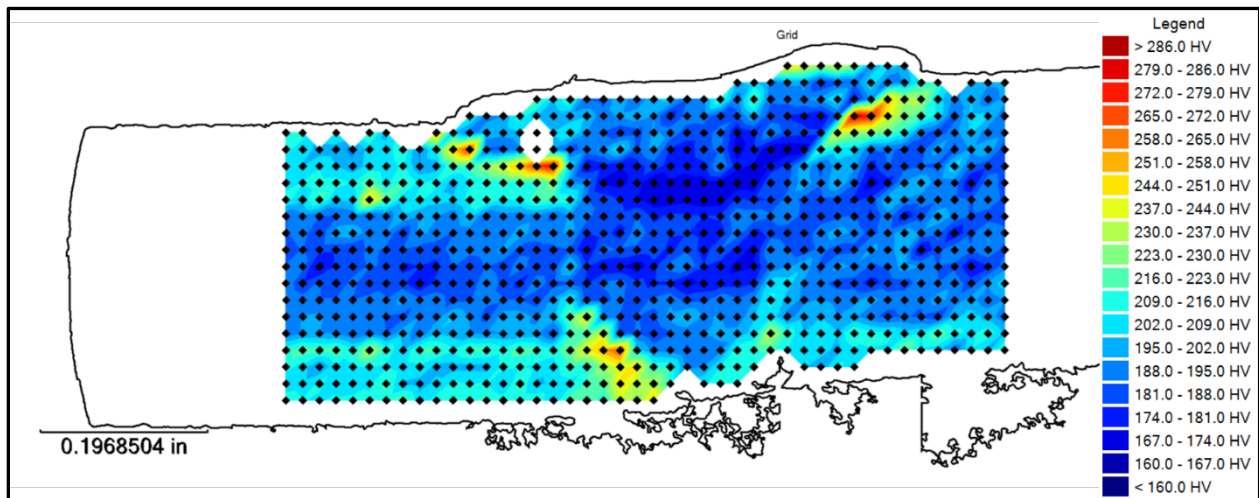 Grid
Legend
> 286.0 HV
279.0 - 286.0 HV
272.0 - 279.0 HV
265.0 - 272.0 HV
258.0 - 265.0 HV
251.0 - 258.0 HV
244.0 - 251.0 HV
237.0 - 244.0 HV
230.0 - 237.0 HV
223.0 - 230.0 HV
216.0 - 223.0 HV
209.0 - 216.0 HV
202.0 - 209.0 HV
195.0 - 202.0 HV
188.0 - 195.0 HV
181.0 - 188.0 HV
174.0 - 181.0 HV
167.0 - 174.0 HV
160.0 - 167.0 HV
< 160.0 HV
0.1968504 in